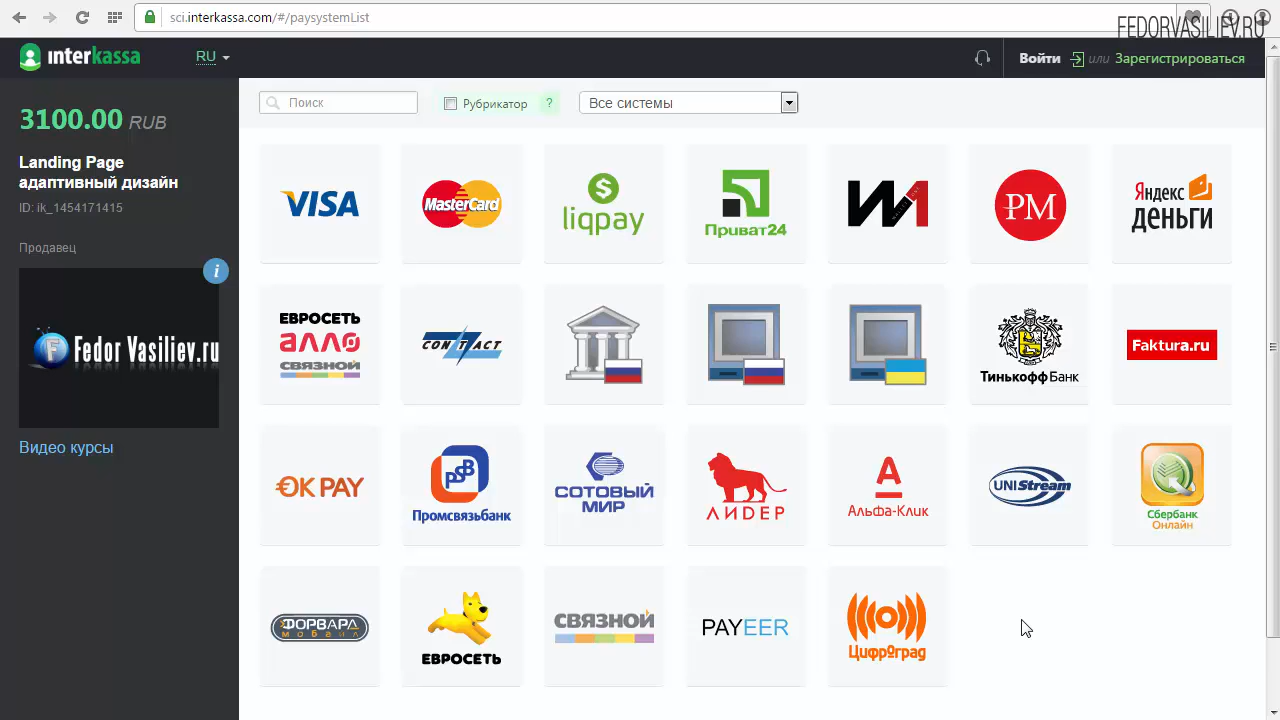 sci.interkassa.com/#/paysystemList
FEDORVASILIEV.RU
interkassa
RU
Войти
или
Зарегистрироваться
3100.00 RUB
Поиск
Рубрикатор
?
Все системы
Landing Page
адаптивный дизайн
ID: ik_1454171415
Продавец
i
F Fedor Vasiliev.ru
Видео курсы
VISA
MasterCard
$
liqpay
Приват24
WM
PM
Яндекс
деньги
ЕВРОСЕТЬ
АЛЛО
СВЯЗНОЙ
CONTACT
Тинькофф Банк
Faktura.ru
OK PAY
PSB
Промсвязьбанк
СОТОВЫЙ
МИР
ЛИДЕР
А
Альфа-Клик
UNIStream
Сбербанк
Онлайн
ФОРВАРД
МОБАЙЛ
ЕВРОСЕТЬ
СВЯЗНОЙ
PAYEER
Цифроград